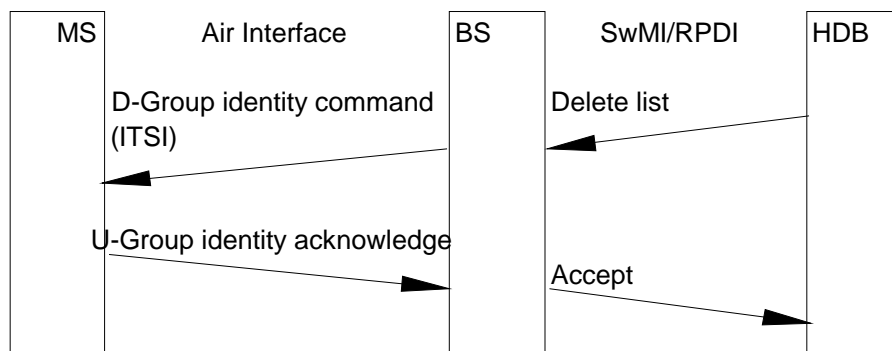 MS Air Interface BS SwMI/RPDI HDB
D-Group identity command Delete list
(ITSI)
U-Group identity acknowledge
Accept